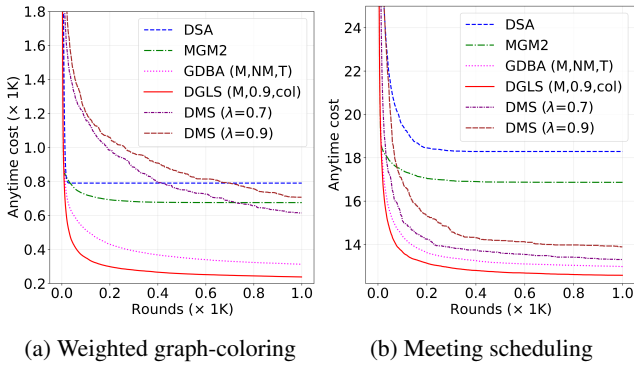 1.8
1.6
1.4
1.2
1.0
0.8
0.6
0.4
0.2
Anytime cost (× 1K)
DSA
MGM2
GDBA (M,NM,T)
DGLS (M,0.9,col)
DMS (λ=0.7)
DMS (λ=0.9)
0.0 0.2 0.4 0.6 0.8 1.0
Rounds (× 1K)
(a) Weighted graph-coloring
24
22
20
18
16
14
Anytime cost
DSA
MGM2
GDBA (M,NM,T)
DGLS (M,0.9,col)
DMS (λ=0.7)
DMS (λ=0.9)
0.0 0.2 0.4 0.6 0.8 1.0
Rounds (× 1K)
(b) Meeting scheduling